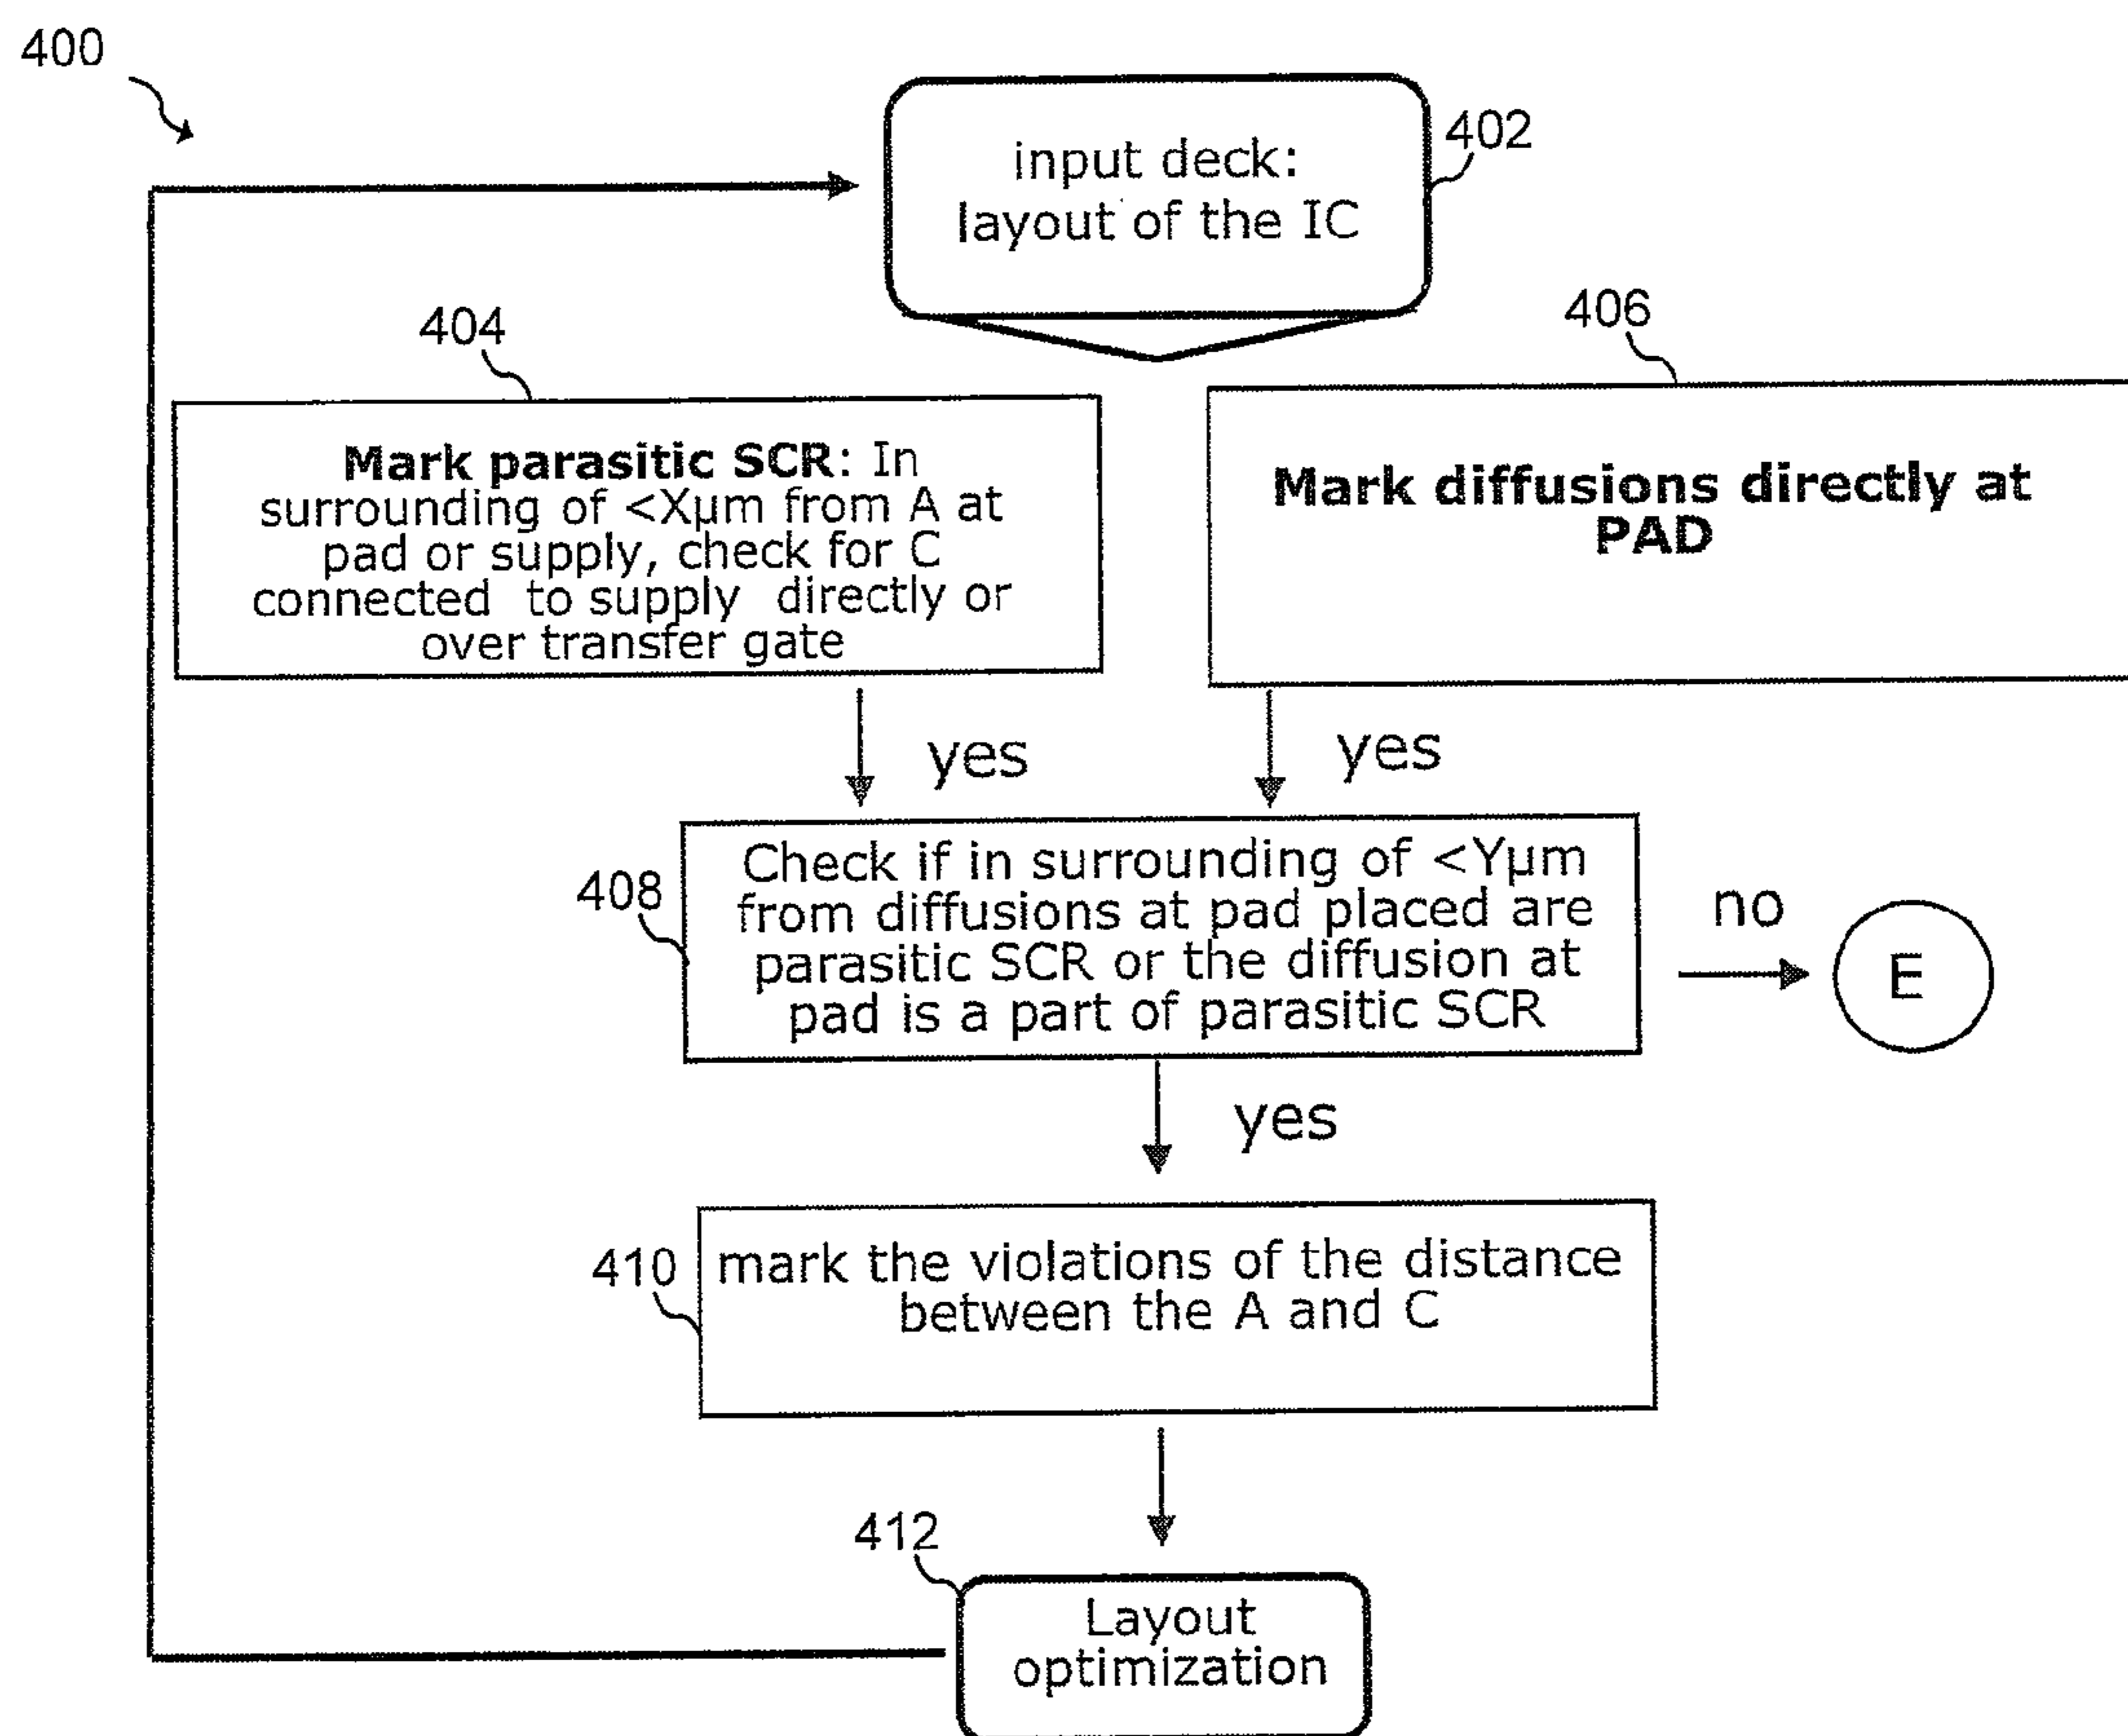 400
402
input deck:
layout of the IC
404
406
Mark parasitic SCR: In
surrounding of <Xµm from A at
pad or supply, check for C
connected to supply directly or
over transfer gate
Mark diffusions directly at
PAD
yes
yes
408
Check if in surrounding of <Yµm
from diffusions at pad placed are
parasitic SCR or the diffusion at
pad is a part of parasitic SCR
no
E
yes
410
mark the violations of the distance
between the A and C
412
Layout
optimization